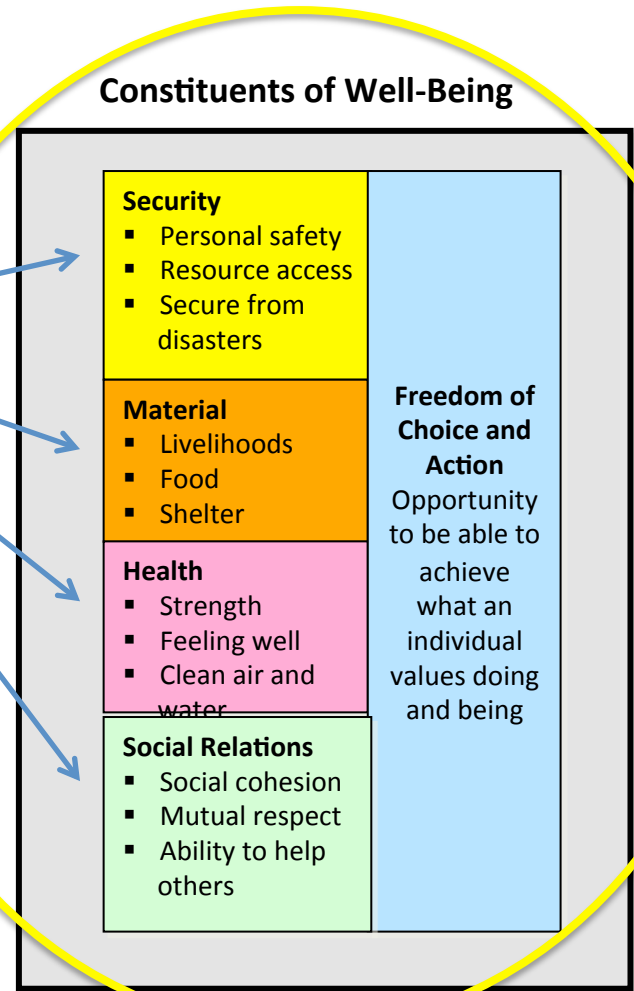 Constituents of Well-Being
Security
▪ Personal safety
▪ Resource access
▪ Secure from
disasters
Material
▪ Livelihoods
▪ Food
▪ Shelter
Health
▪ Strength
▪ Feeling well
▪ Clean air and
water
Social Relations
▪ Social cohesion
▪ Mutual respect
▪ Ability to help
others
Freedom of
Choice and
Action
Opportunity
to be able to
achieve
what an
individual
values doing
and being